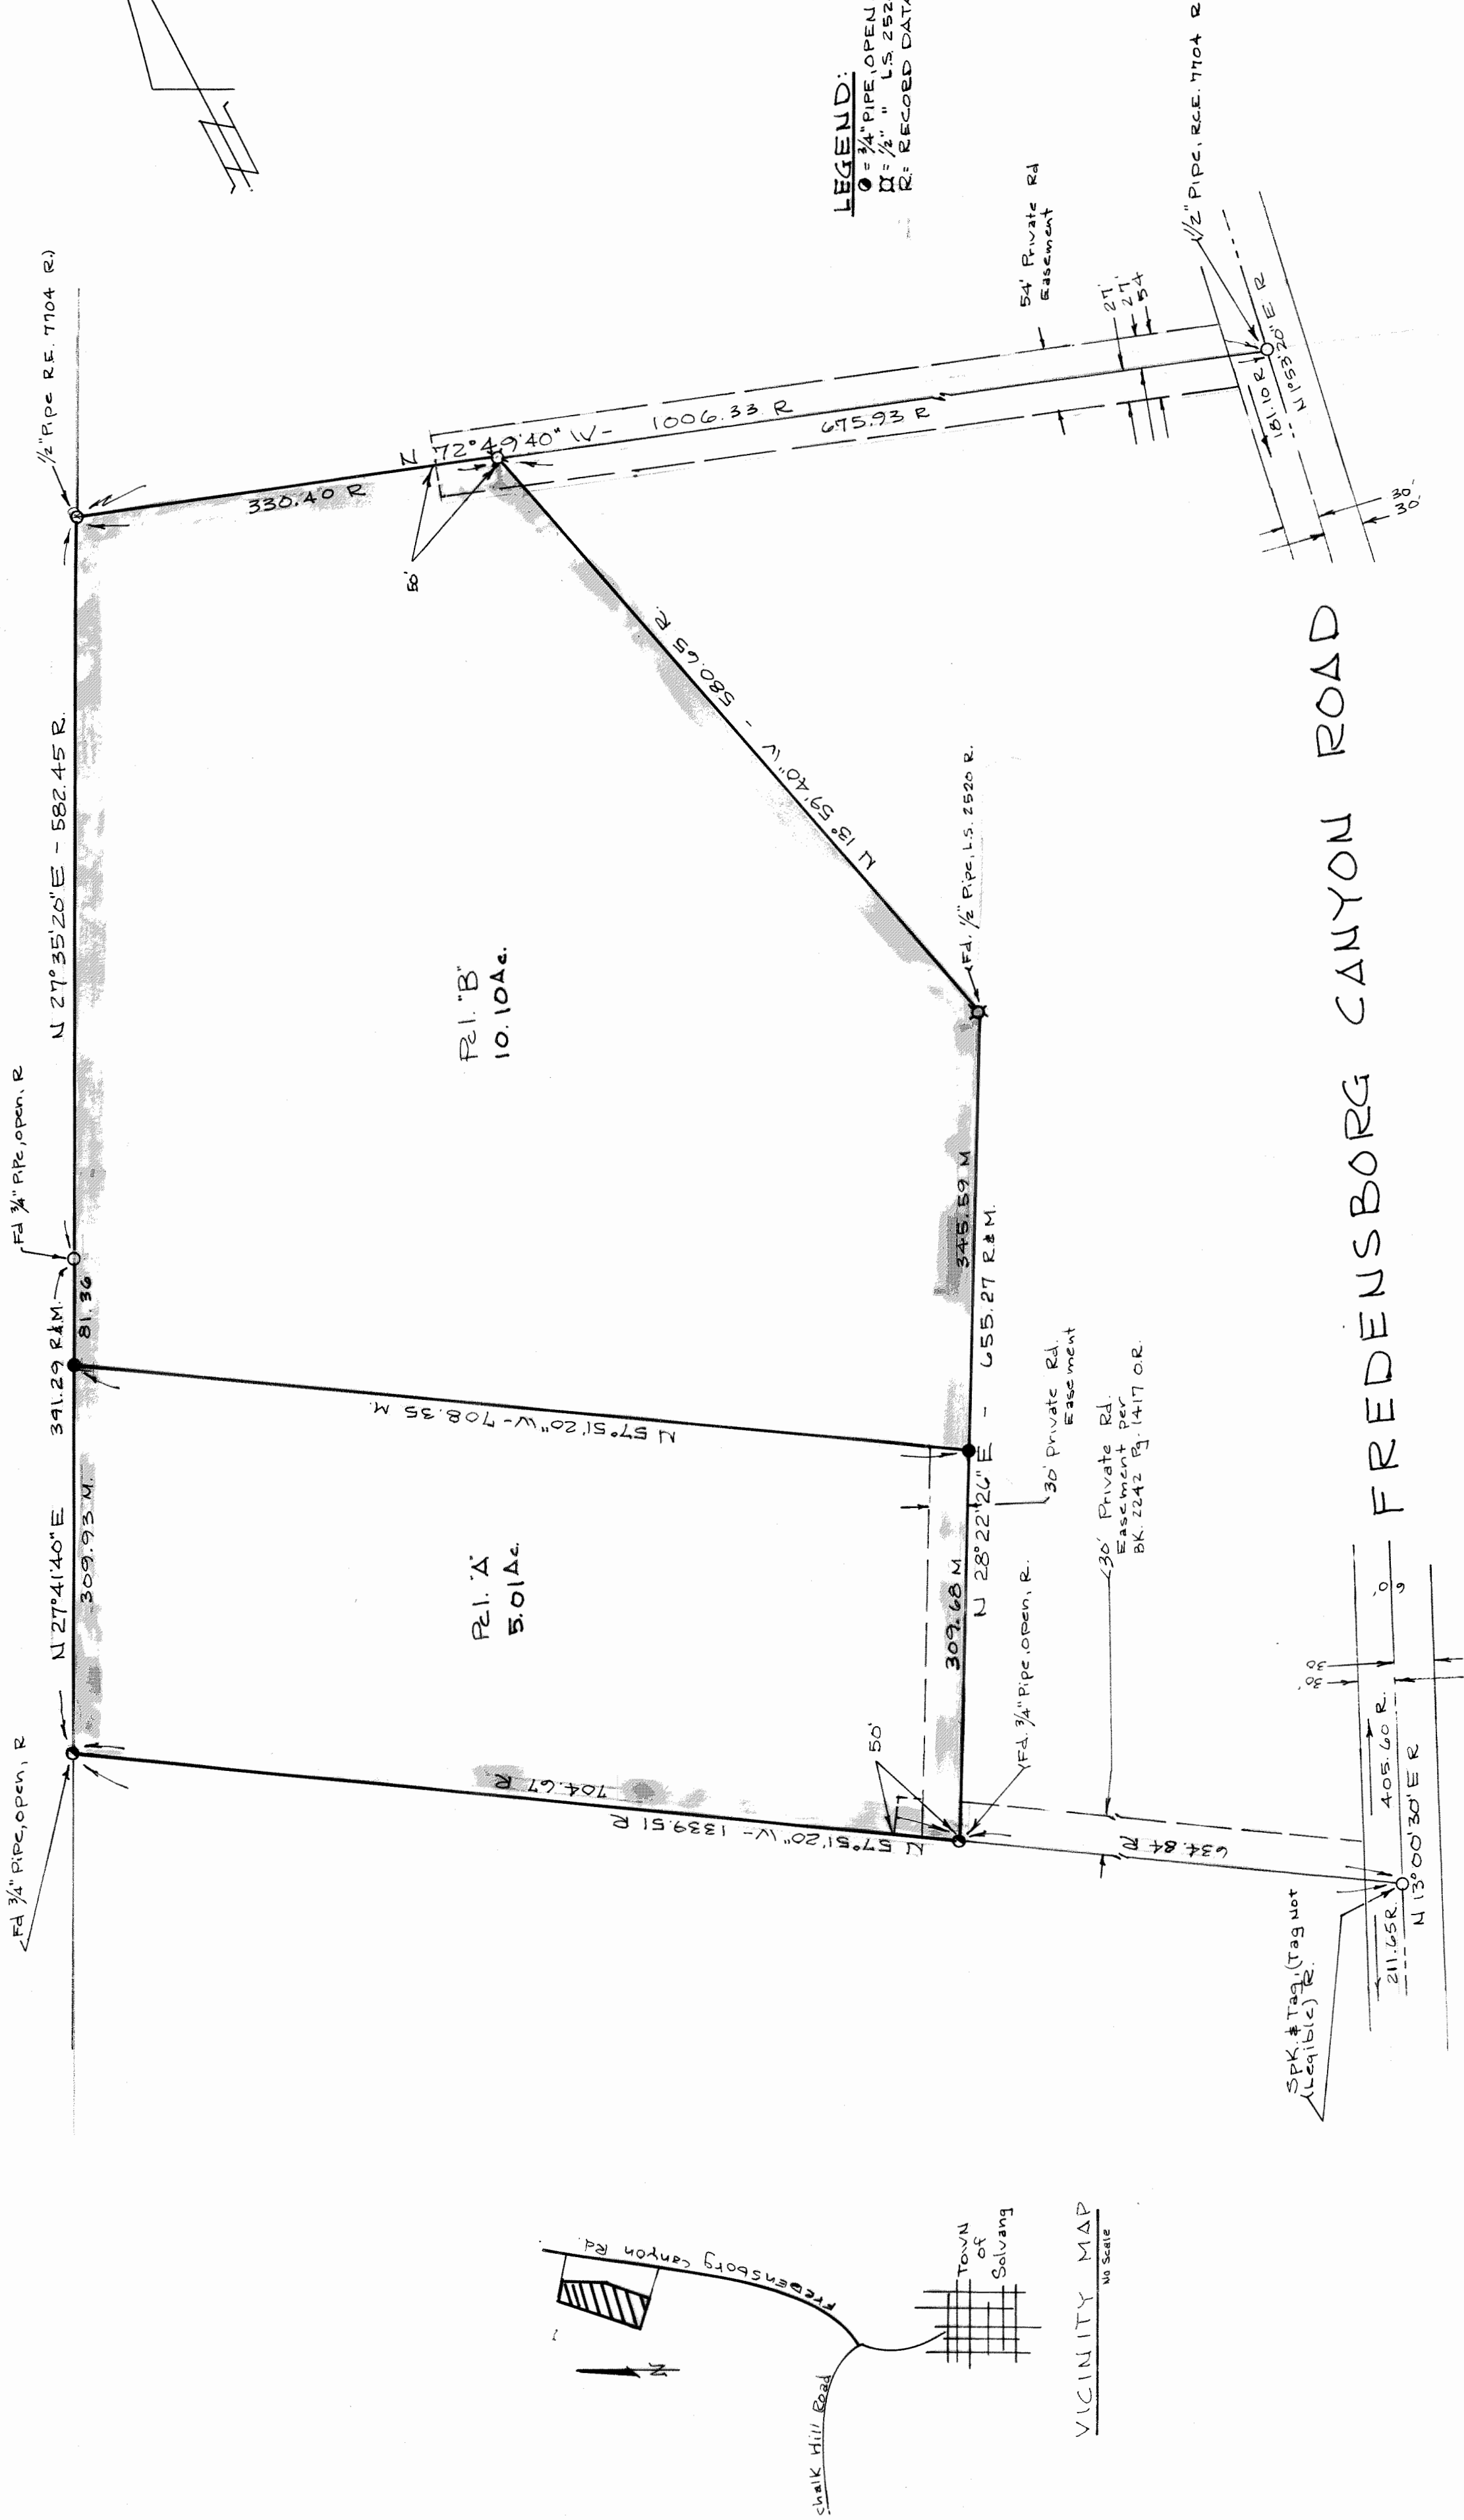 LEGEND:
= 3/4" PIPE, OPEN
= 1/2" " L.S. 252
R.= RECORD DAT
1/2" Pipe R.E. 7704 R.)
N 27°35'20"E - 582.45 R.
Fd 3/4" Pipe, open, R
391.29 R&M.
81.36
N 27°41'40"E
309.93 M.
Fd 3/4" Pipe, open, R
N 72°49'40" W - 1006.33 R
330.40 R
675.93 R
50'
54' Private Rd
Easement
27'
27'
54
1/2" Pipe, R.C.E. 7704 R
181.10 R
N 1°53'20" E. R
30'
30'
N 13°59'40" W - 580.65 R.
Fd. 1/2" Pipe, L.S. 2520 R.
Pcl. "B"
10.10 Ac.
N 57°51'20" W - 708.35 M.
345.59 M
N 28°22'26" E - 655.27 R&M.
309.68 M
30' Private Rd.
Easement
Pcl. "A"
5.01 Ac.
704.67 R
N 57°51'20" W - 1339.51 R
50'
Fd. 3/4" Pipe, open, R.
30' Private Rd.
Easement per
BK. 2242 Pg. 1417 O.R.
634.84 R
Spk. & Tag, (Tag Not
Legible) R.
211.65 R.
405.60 R.
N 13°00'30" E R
30'
30'
FREDENSBORG CANYON ROAD
Fredensborg Canyon Rd.
N
Chalk Hill Road
Town
of
Solvang
VICINITY MAP
No Scale